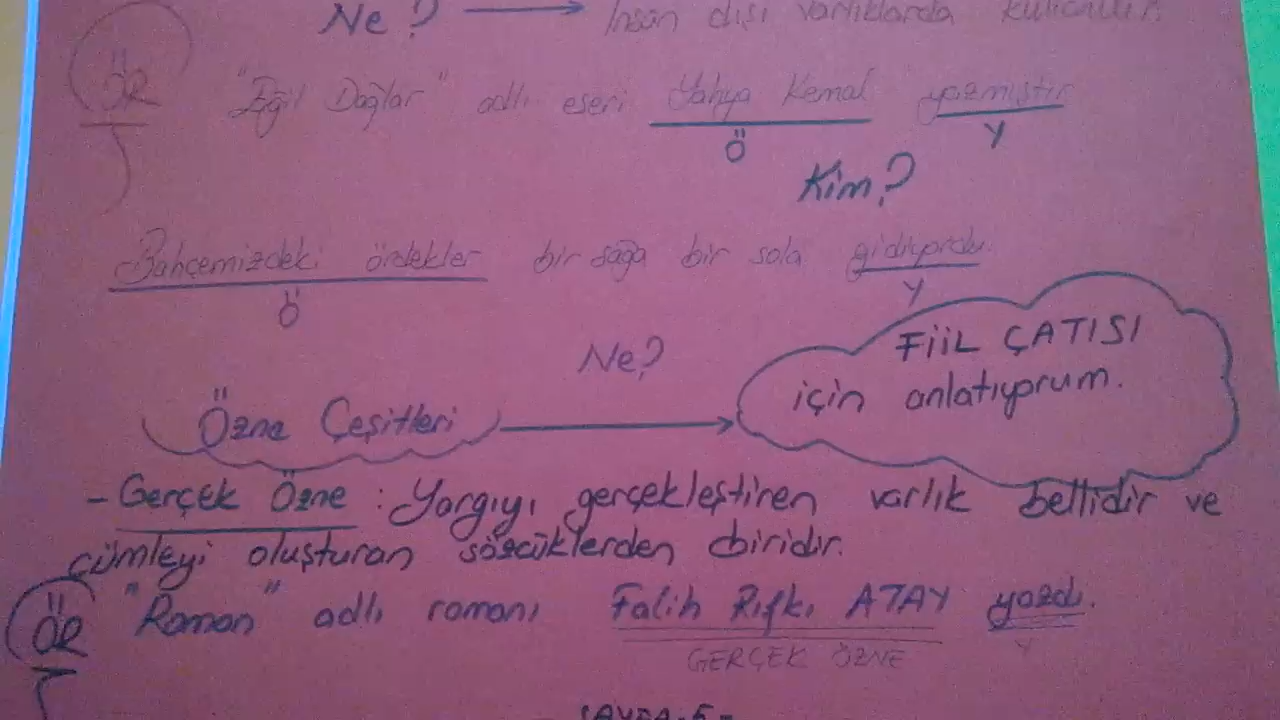 Ne? → İnsan dışı varlıklarda kullanılır.
ÖR "Eğil Dağlar" adlı eseri Yahya Kemal yazmıştır
Ö Y
Kim?
Bahçemizdeki ördekler bir sağa bir sola gidiyordu.
Ö Y
Ne?
FİİL ÇATISI
için anlatıyorum.
Özne Çeşitleri →
- Gerçek Özne : Yargıyı gerçekleştiren varlık bellidir ve
cümleyi oluşturan sözcüklerden biridir.
ÖR "Roman" adlı romanı Falih Rıfkı ATAY yazdı.
GERÇEK ÖZNE Y